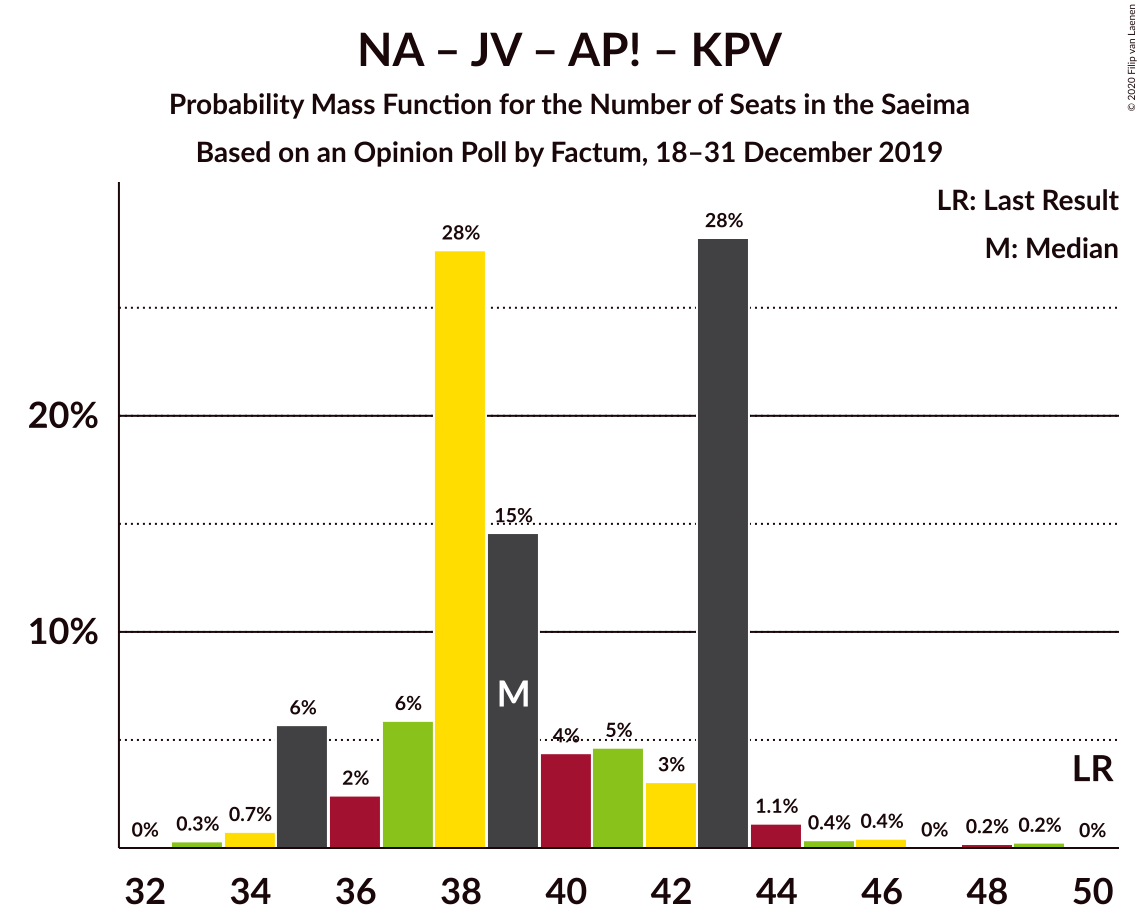 NA – JV – AP! – KPV
Probability Mass Function for the Number of Seats in the Saeima
Based on an Opinion Poll by Factum, 18–31 December 2019
© 2020 Filip van Laenen
LR: Last Result
M: Median
20%
10%
0%
0.3%
0.7%
6%
2%
6%
28%
15%
4%
5%
3%
28%
1.1%
0.4%
0.4%
0%
0.2%
0.2%
0%
M
LR
32 34 36 38 40 42 44 46 48 50